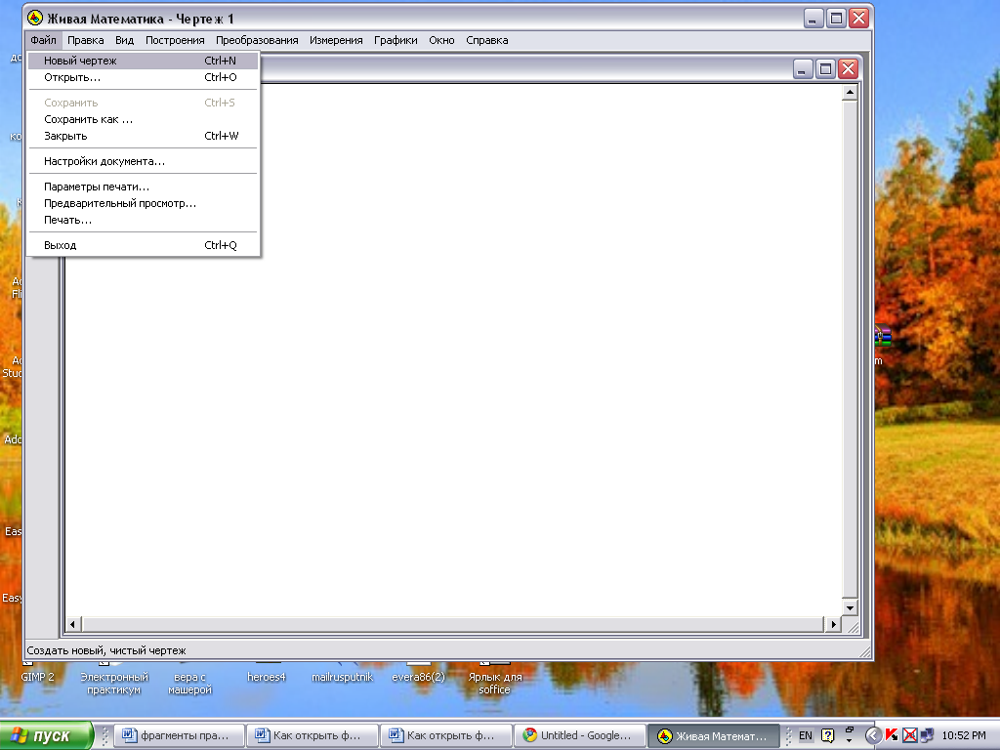 Живая Математика - Чертеж 1
Файл Правка Вид Построения Преобразования Измерения Графики Окно Справка
Новый чертеж Ctrl+N
Открыть... Ctrl+O
Сохранить Ctrl+S
Сохранить как ...
Закрыть Ctrl+W
Настройки документа...
Параметры печати...
Предварительный просмотр...
Печать...
Выход Ctrl+Q
Создать новый, чистый чертеж
GIMP 2
Электронный практикум
вера с машерой
heroes4
mailrusputnik
evera86(2)
Ярлык для soffice
пуск
фрагменты пра...
Как открыть ф...
Как открыть ф...
Untitled - Google...
Живая Математ...
EN
10:52 PM